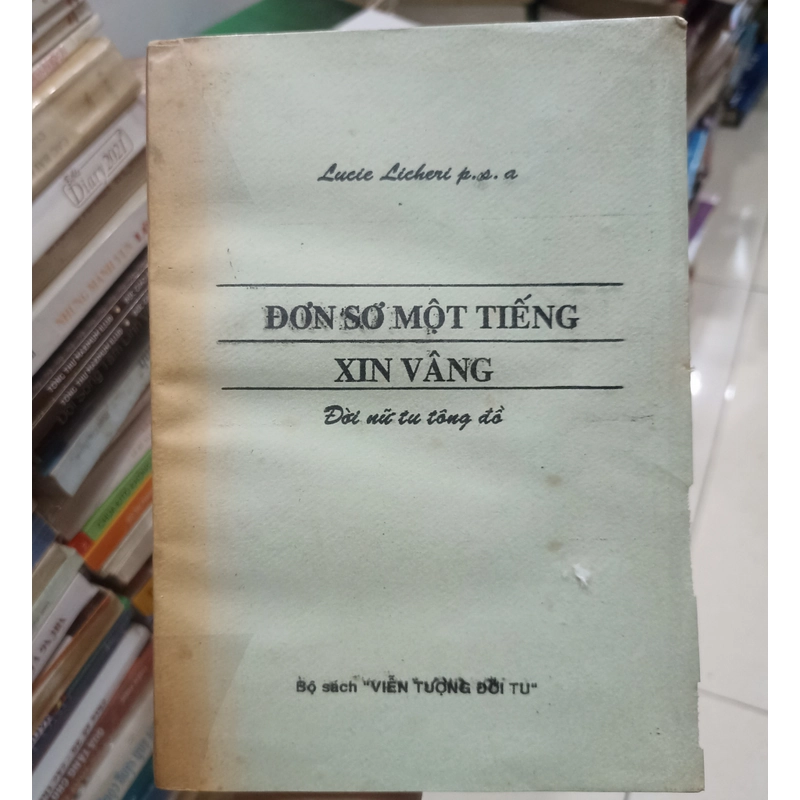 Lucie Licheri p.s.a
ĐƠN SƠ MỘT TIẾNG
XIN VÂNG
Đời nữ tu tông đồ
Bộ sách "VIỄN TƯỢNG ĐỜI TU"